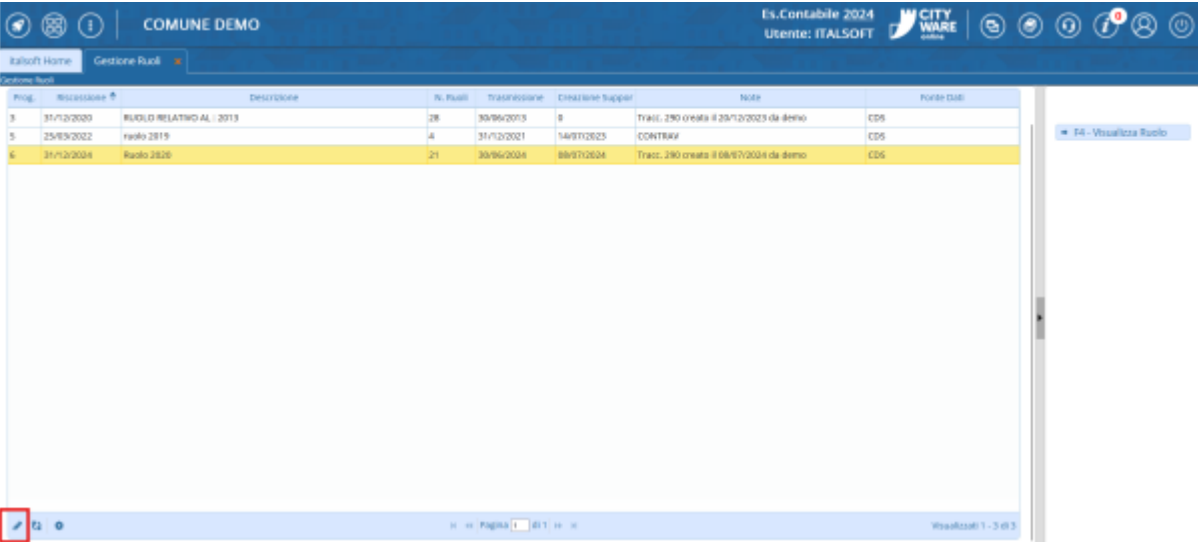 COMUNE DEMO
Es.Contabile 2024
Utente: ITALSOFT
CITY WARE online
Italsoft Home Gestione Ruoli
Gestione Ruoli
Prog. Riscossione Descrizione N. Ruoli Trasmissione Creazione Suppor Note Fonte Dati
3 31/12/2020 RUOLO RELATIVO AL : 2013 28 30/06/2013 0 Tracc. 290 creato il 20/12/2023 da demo CDS
5 25/03/2022 ruolo 2019 4 31/12/2021 14/07/2023 CONTRAV CDS
6 31/12/2024 Ruolo 2020 21 30/06/2024 08/07/2024 Tracc. 290 creato il 08/07/2024 da demo CDS
F4 - Visualizza Ruolo
Pagina 1 di 1
Visualizzati 1 - 3 di 3